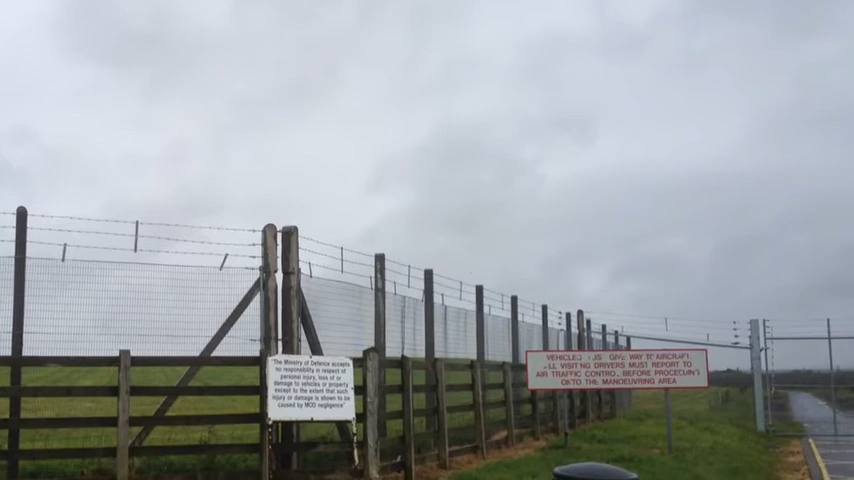 "The Ministry of Defence accepts
no responsibility in respect of
personal injury, loss of or
damage to vehicles or property
except to the extent that such
injury or damage is shown to be
caused by MOD negligence"
VEHICLES GIVE WAY TO AIRCRAFT
VISITING DRIVERS MUST REPORT TO
AIR TRAFFIC CONTROL BEFORE PROCEEDING
ONTO THE MANOEUVRING AREA